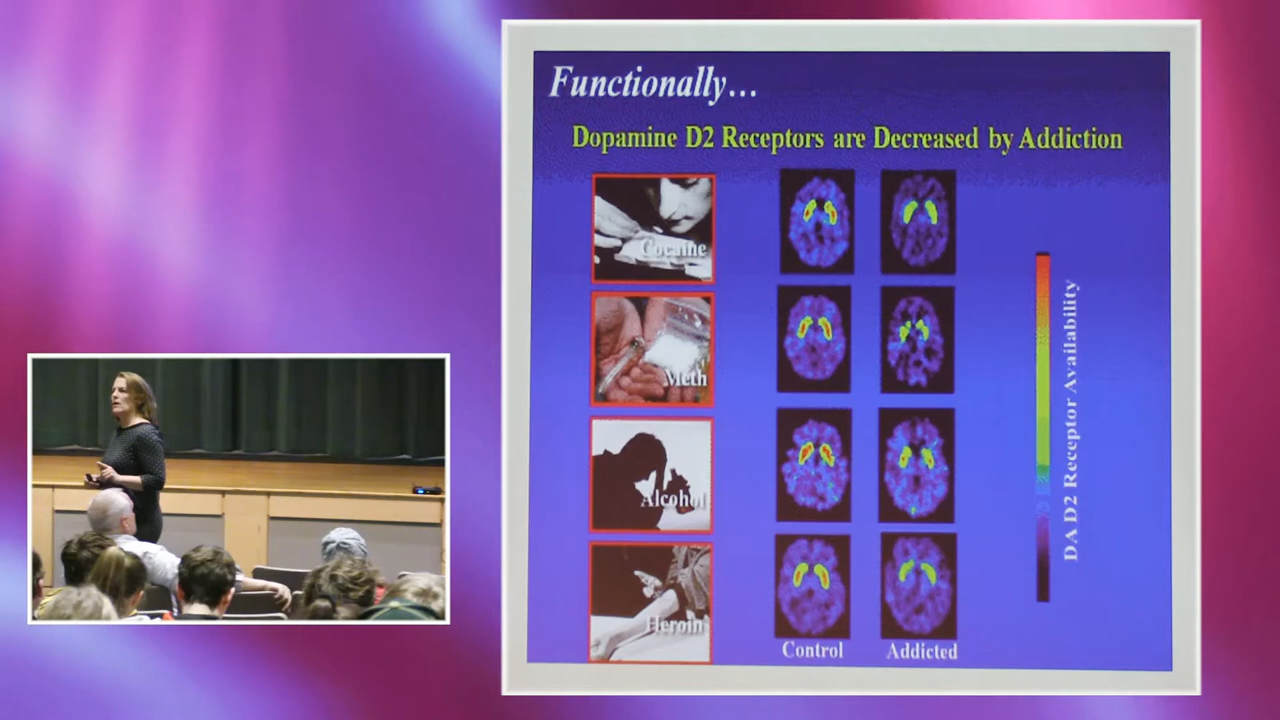 Functionally...
Dopamine D2 Receptors are Decreased by Addiction
Cocaine
Meth
Alcohol
Heroin
Control
Addicted
DA D2 Receptor Availability